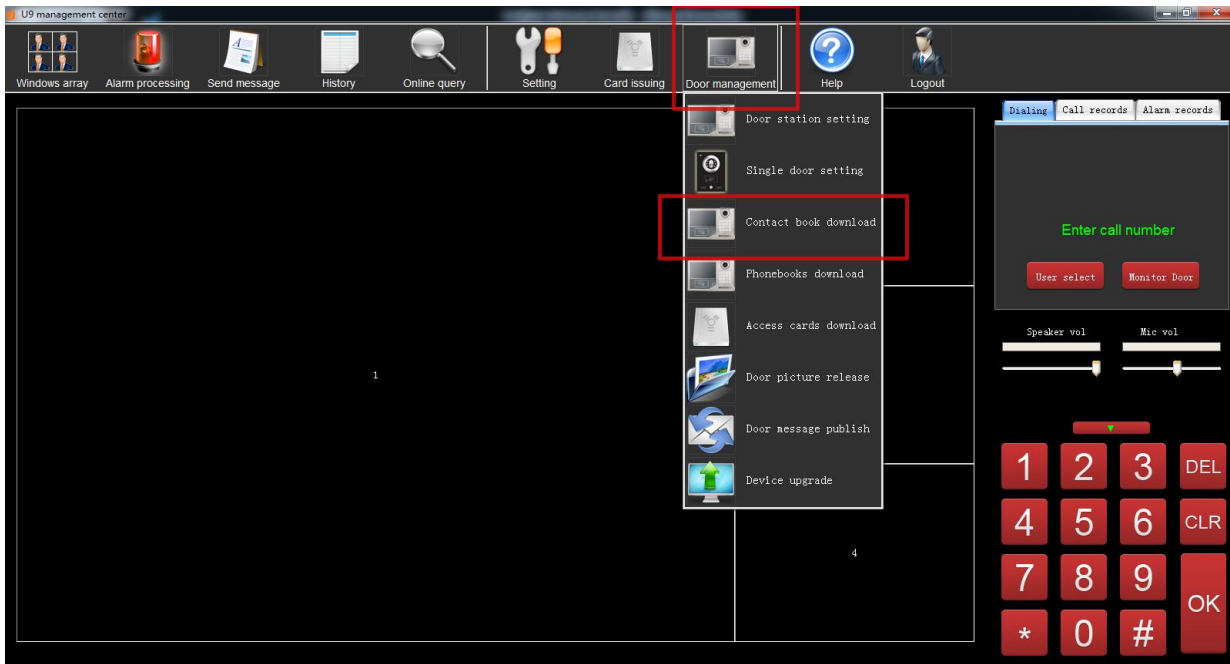 U9 management center
Windows array
Alarm processing
Send message
History
Online query
Setting
Card issuing
Door management
Help
Logout
Door station setting
Single door setting
Contact book download
Phonebooks download
Access cards download
Door picture release
Door message publish
Device upgrade
1
4
Dialing
Call records
Alarm records
Enter call number
User select
Monitor Door
Speaker vol
Mic vol
1 2 3 DEL
4 5 6 CLR
7 8 9
OK
* 0 #